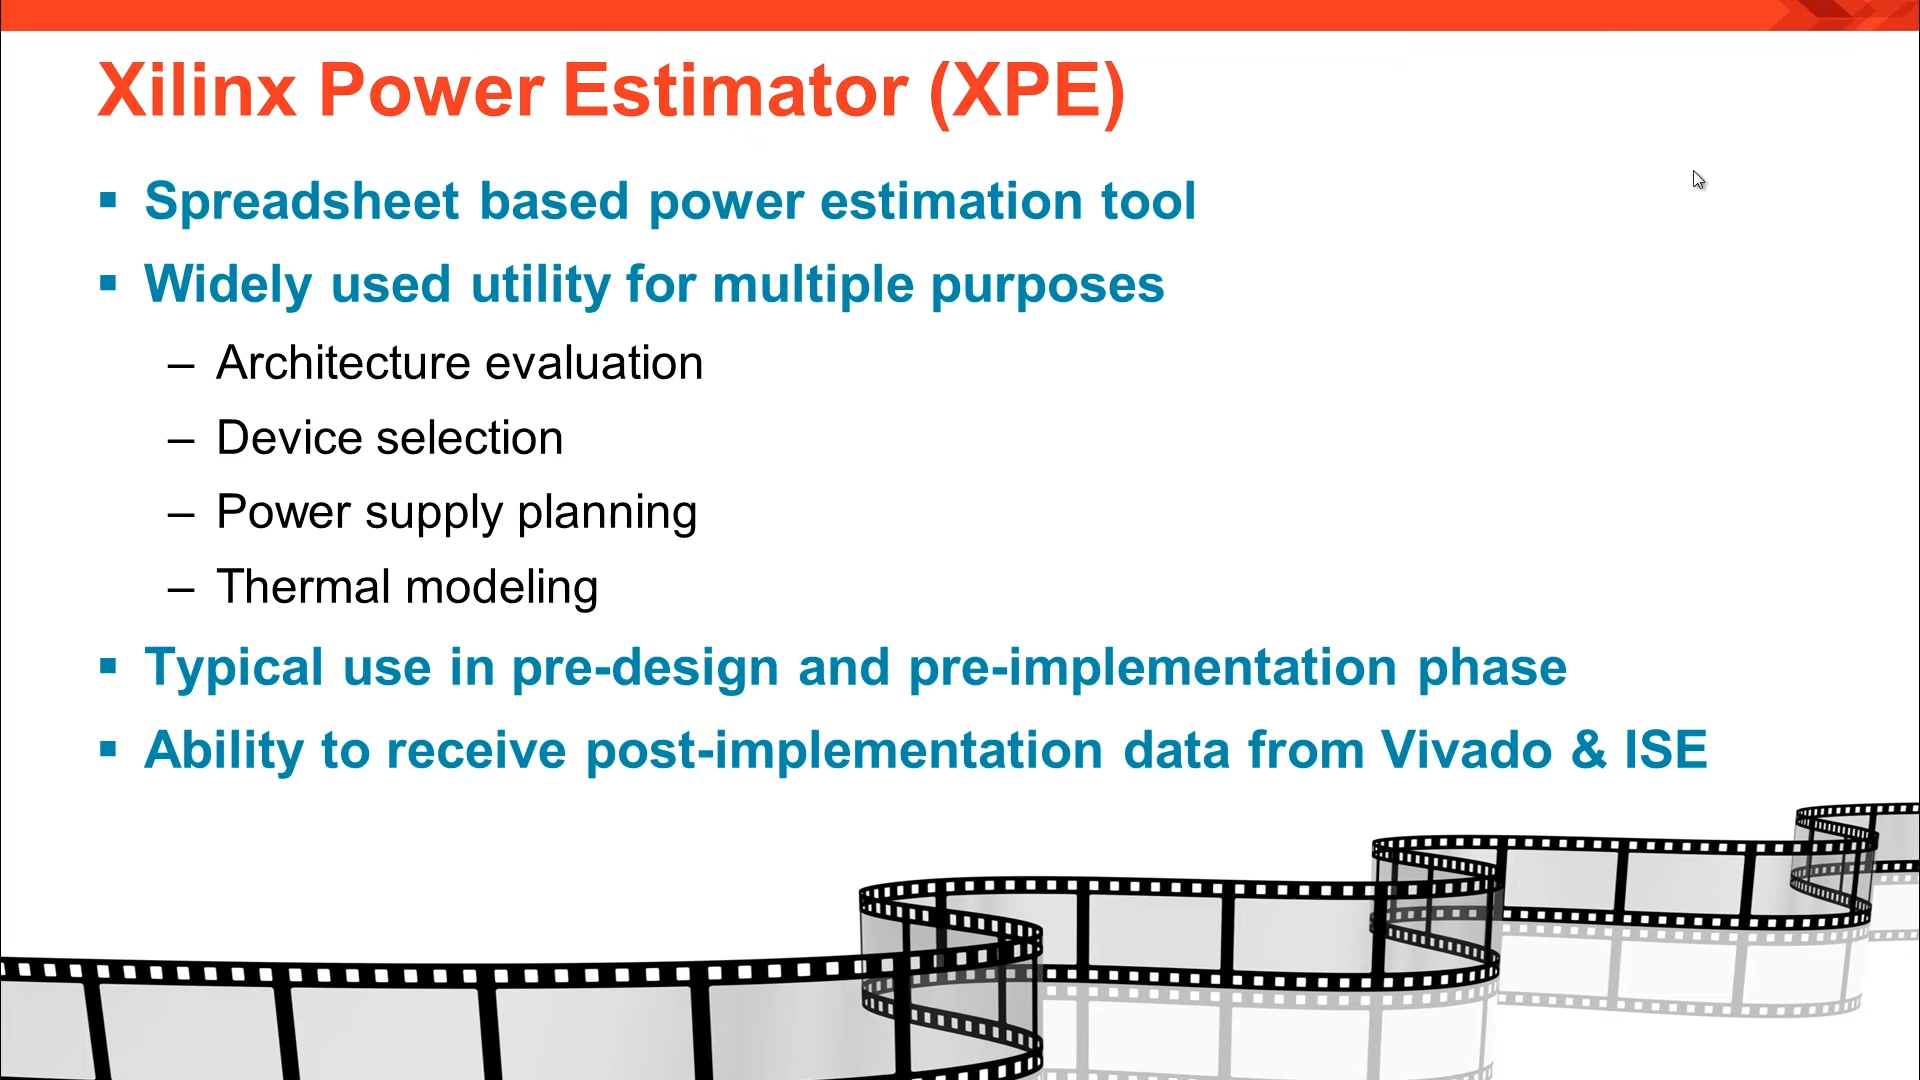 Xilinx Power Estimator (XPE)
▪ Spreadsheet based power estimation tool
▪ Widely used utility for multiple purposes
– Architecture evaluation
– Device selection
– Power supply planning
– Thermal modeling
▪ Typical use in pre-design and pre-implementation phase
▪ Ability to receive post-implementation data from Vivado & ISE